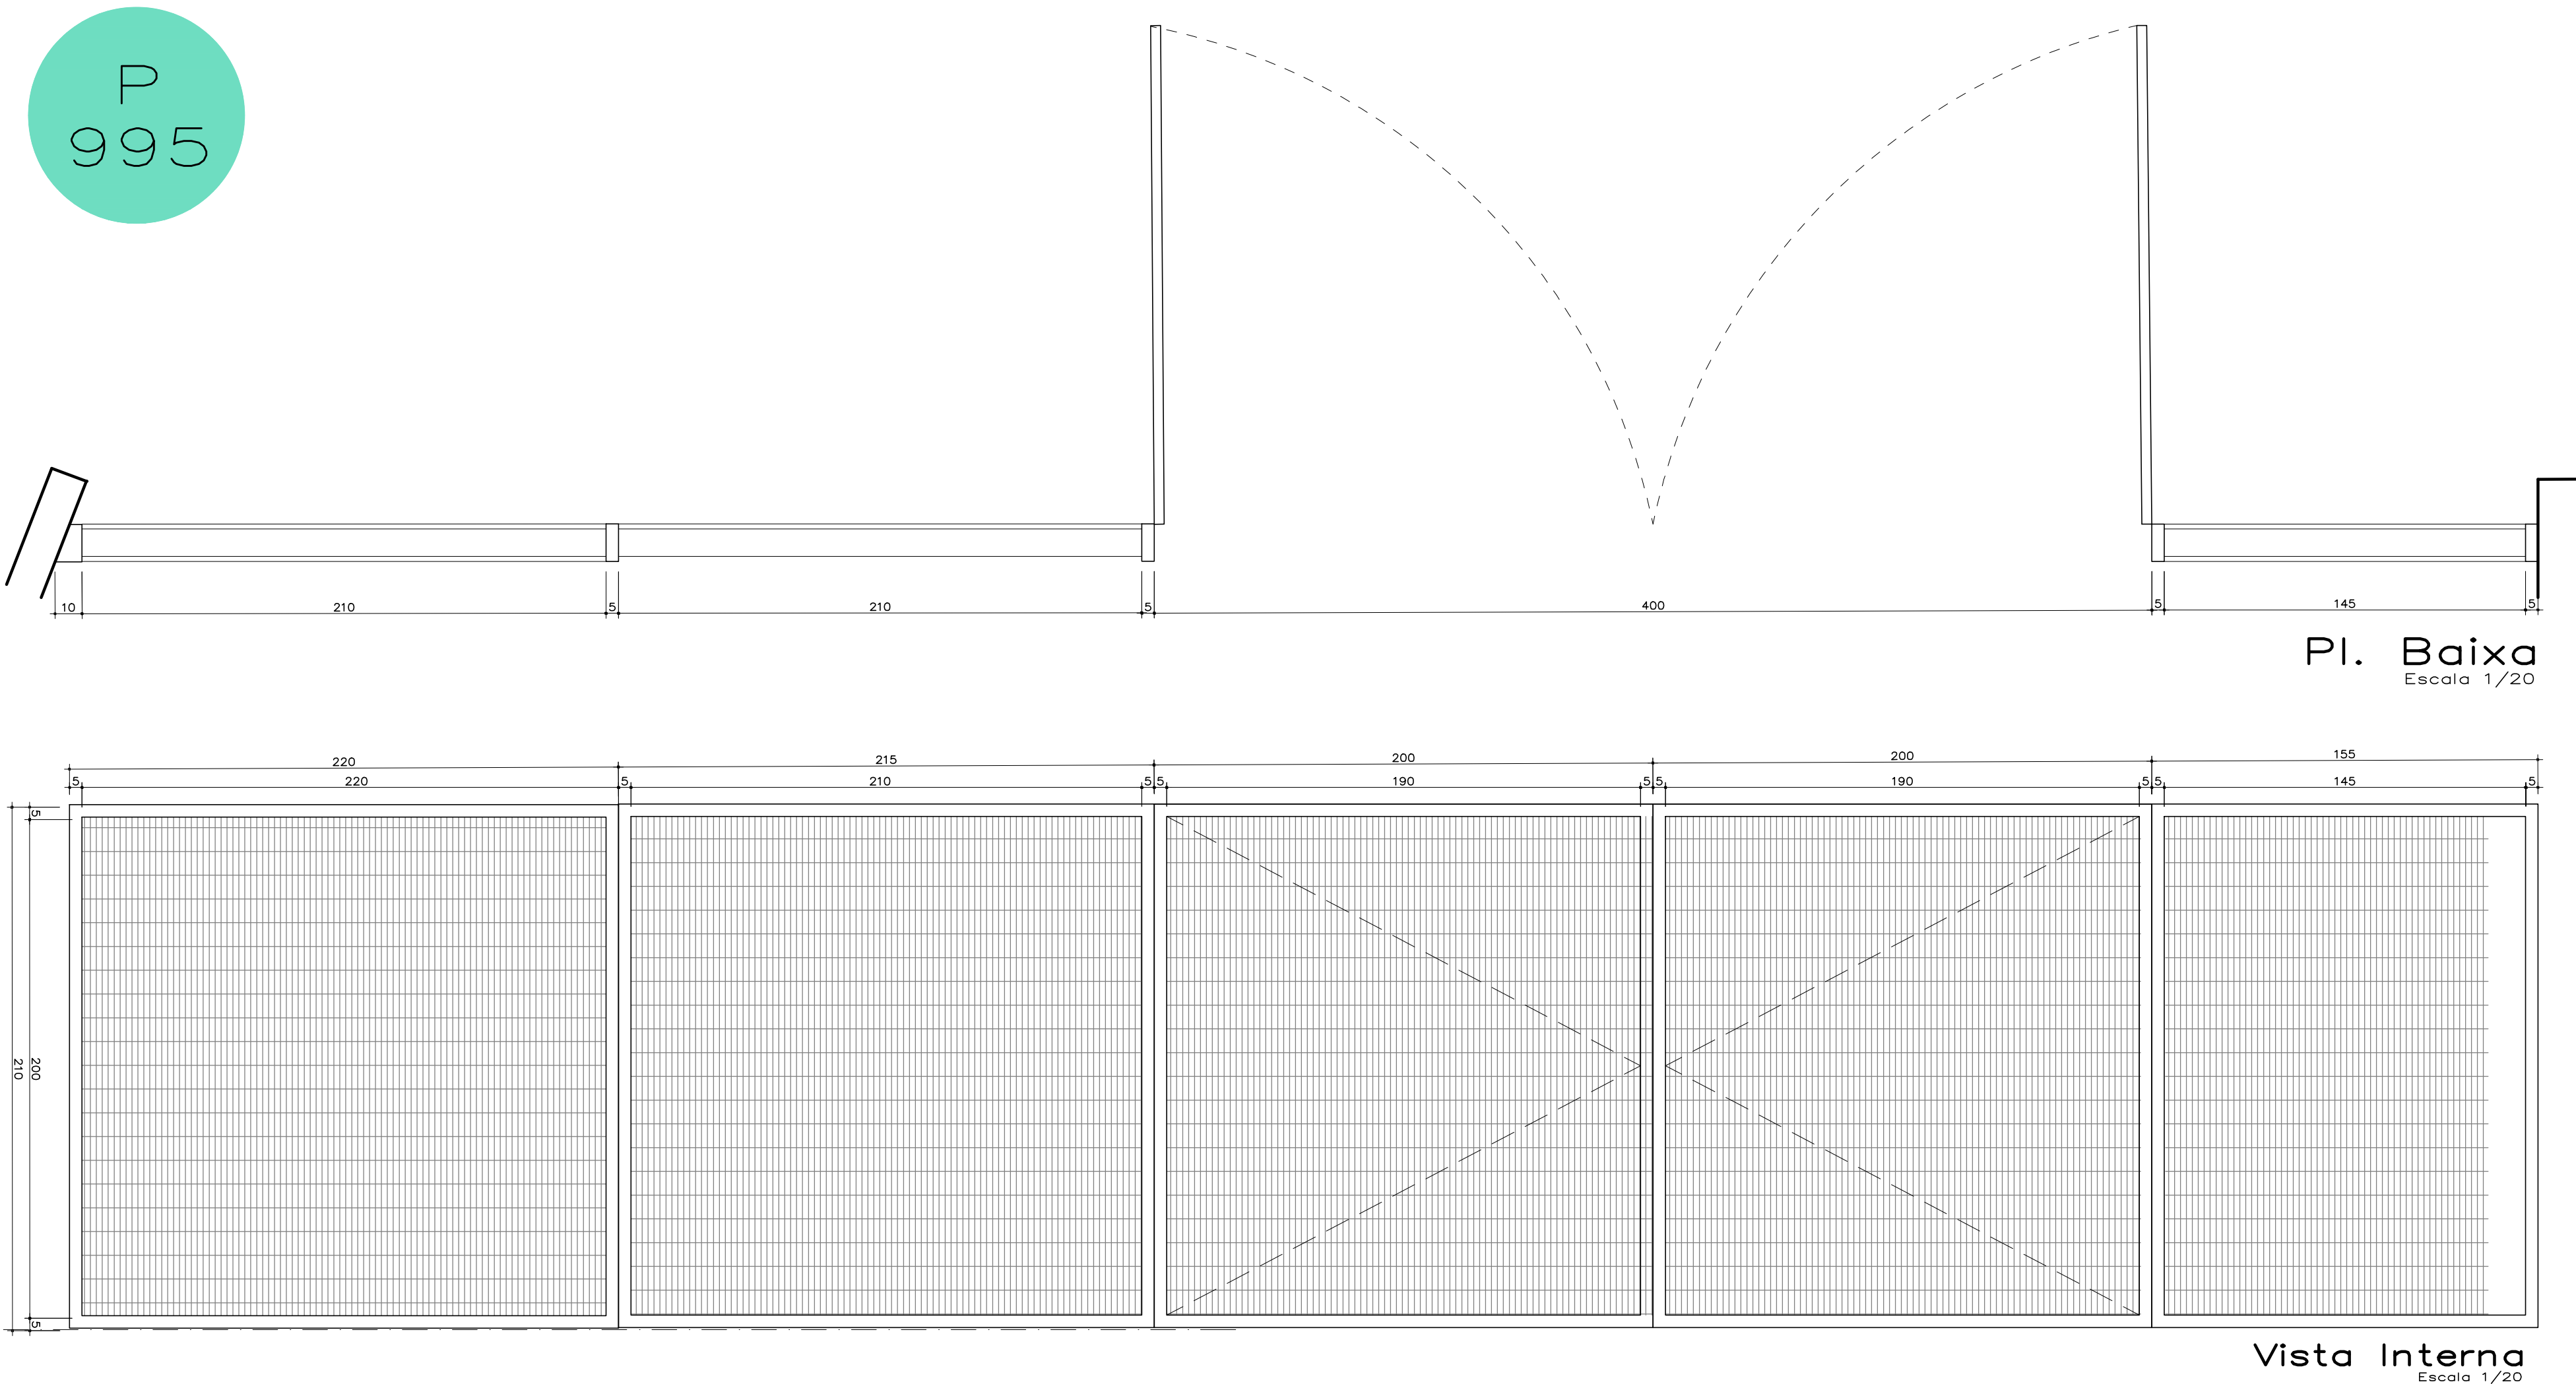 P
995
10 210 5 210 5 400 5 145 5
Pl. Baixa
Escala 1/20
220 215 200 200 155
5 220 5 210 5 5 190 5 5 190 5 5 145 5
5
210 200
5
Vista Interna
Escala 1/20